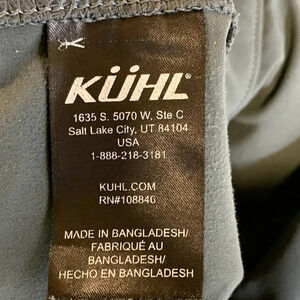 KÜHL®
1635 S. 5070 W, Ste C
Salt Lake City, UT 84104
USA
1-888-218-3181
KUHL.COM
RN#108846
MADE IN BANGLADESH/
FABRIQUÉ AU
BANGLADESH/
HECHO EN BANGLADESH